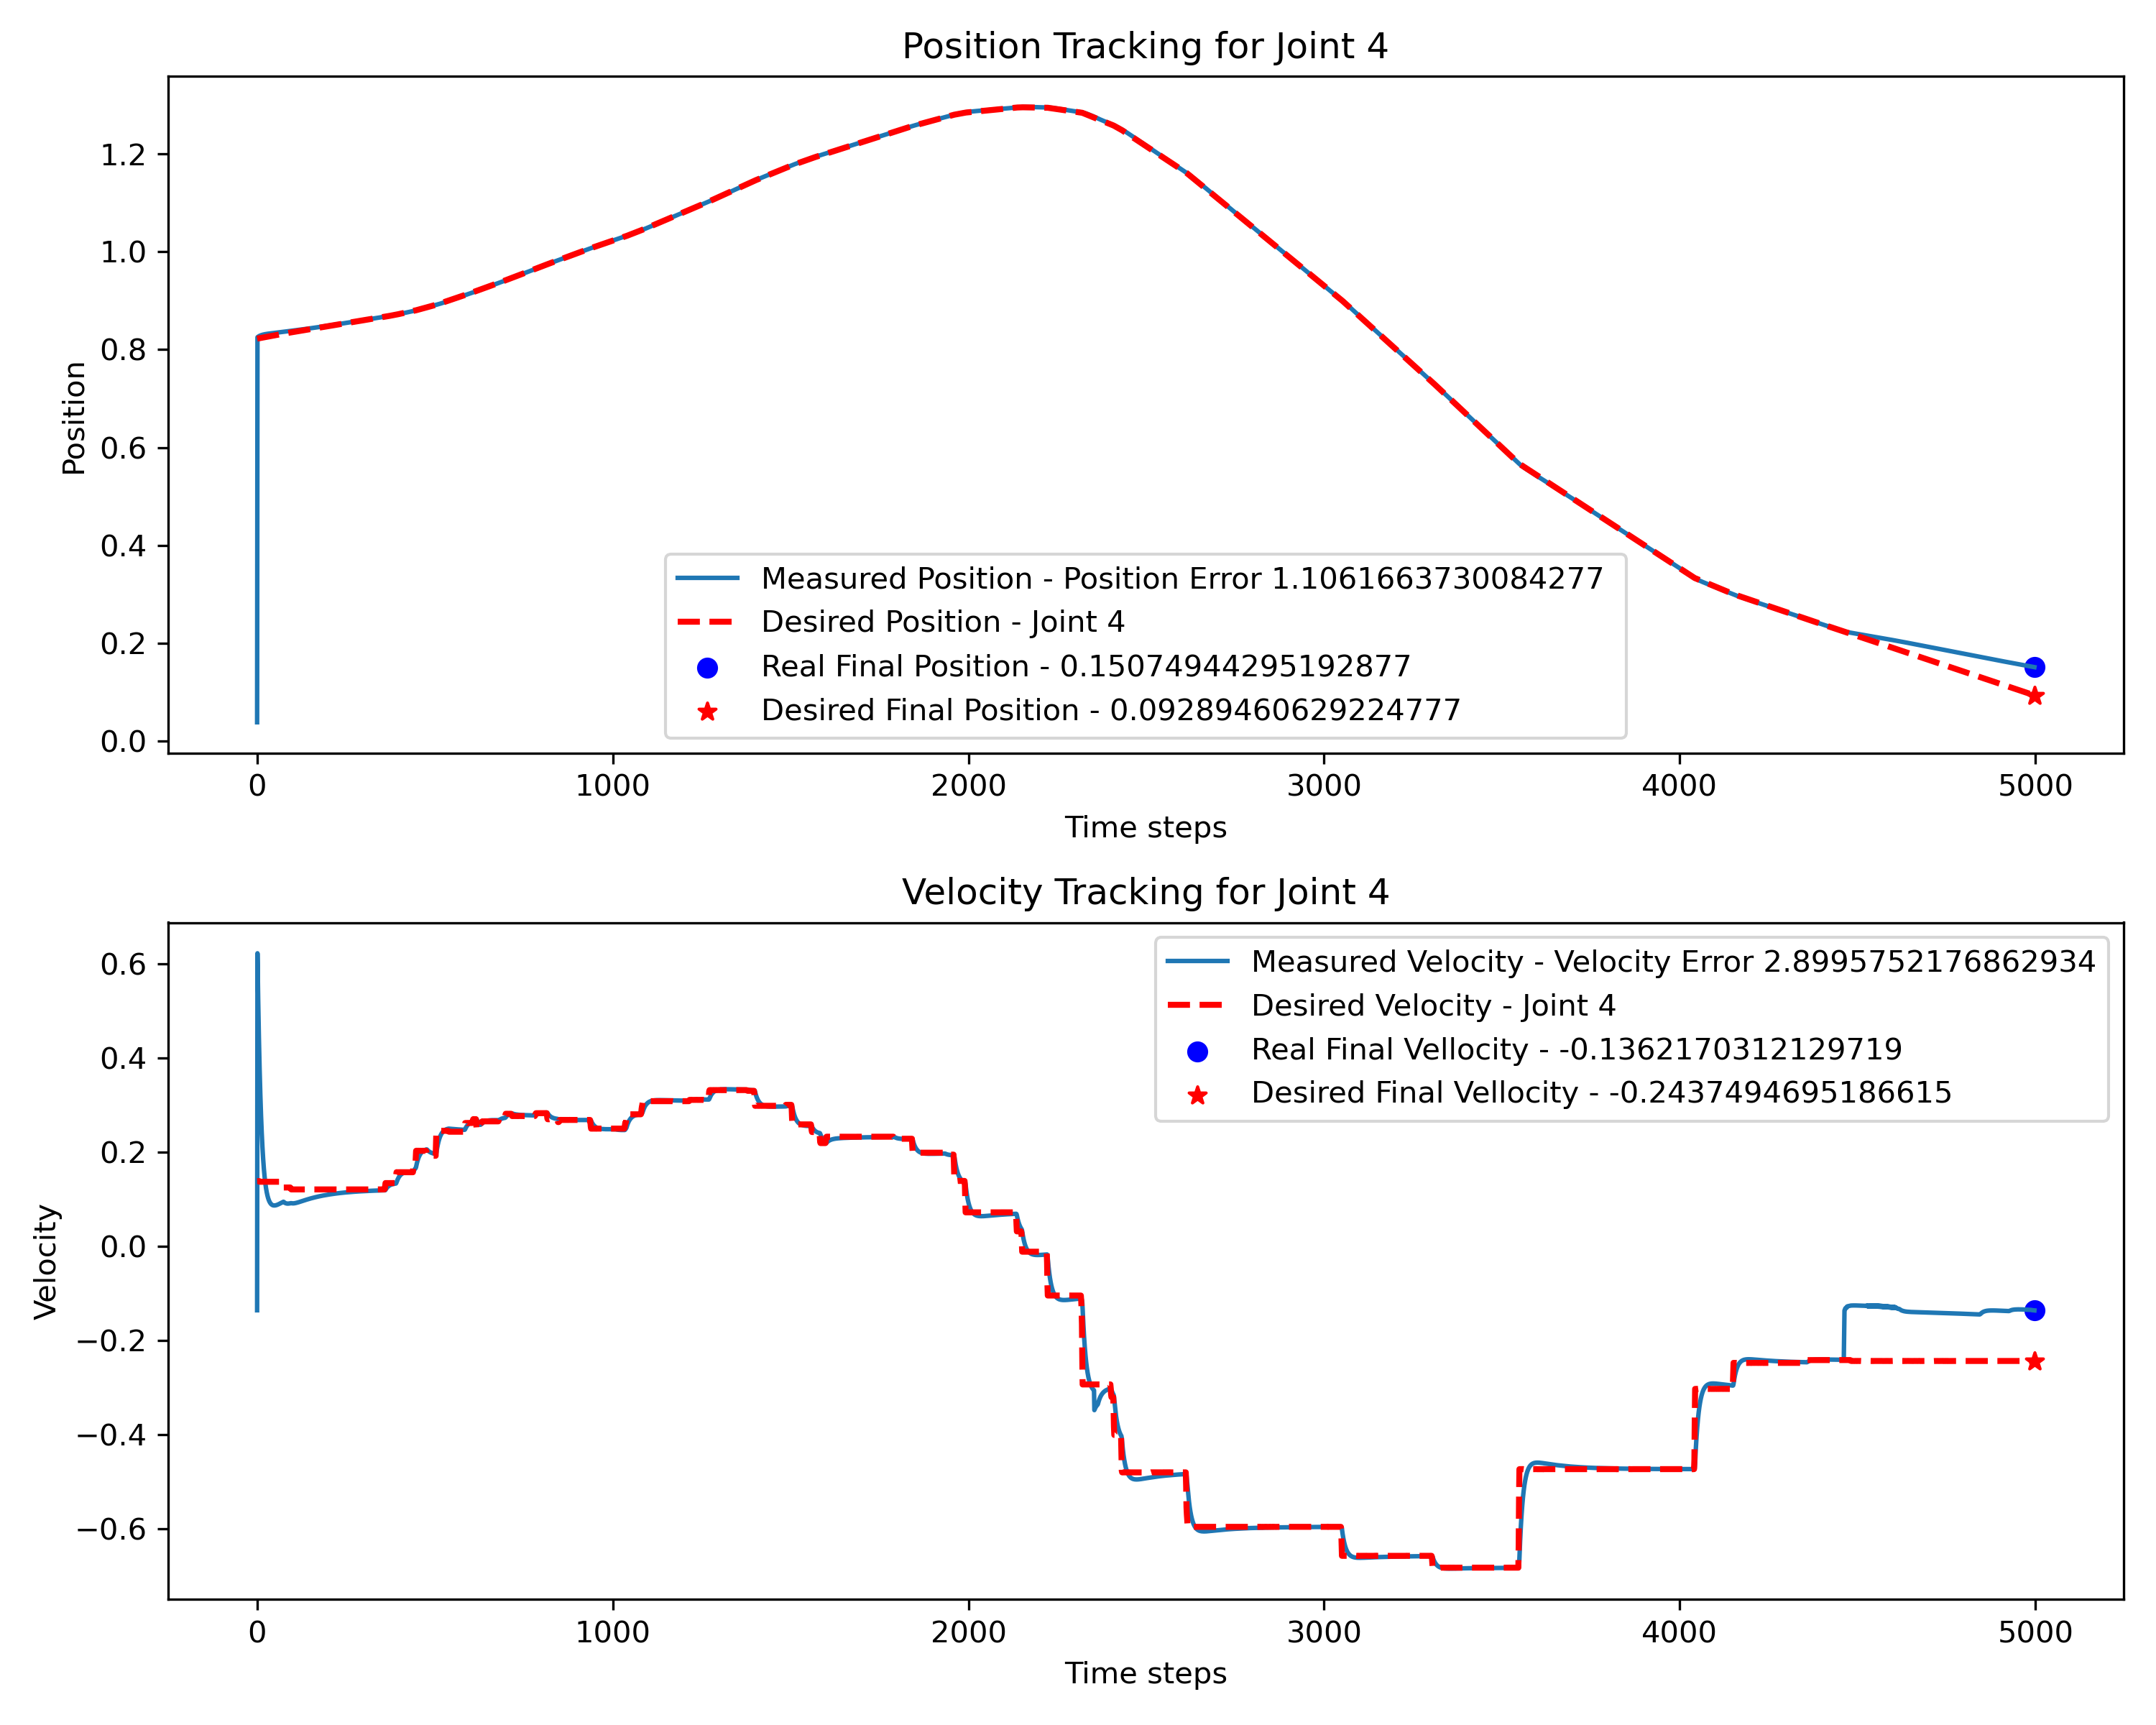 Position Tracking for Joint 4
Position
1.2
1.0
0.8
0.6
0.4
0.2
0.0
Measured Position - Position Error 1.1061663730084277
Desired Position - Joint 4
Real Final Position - 0.15074944295192877
Desired Final Position - 0.09289460629224777
0 1000 2000 3000 4000 5000
Time steps
Velocity Tracking for Joint 4
Velocity
0.6
0.4
0.2
0.0
−0.2
−0.4
−0.6
Measured Velocity - Velocity Error 2.8995752176862934
Desired Velocity - Joint 4
Real Final Vellocity - -0.1362170312129719
Desired Final Vellocity - -0.2437494695186615
0 1000 2000 3000 4000 5000
Time steps